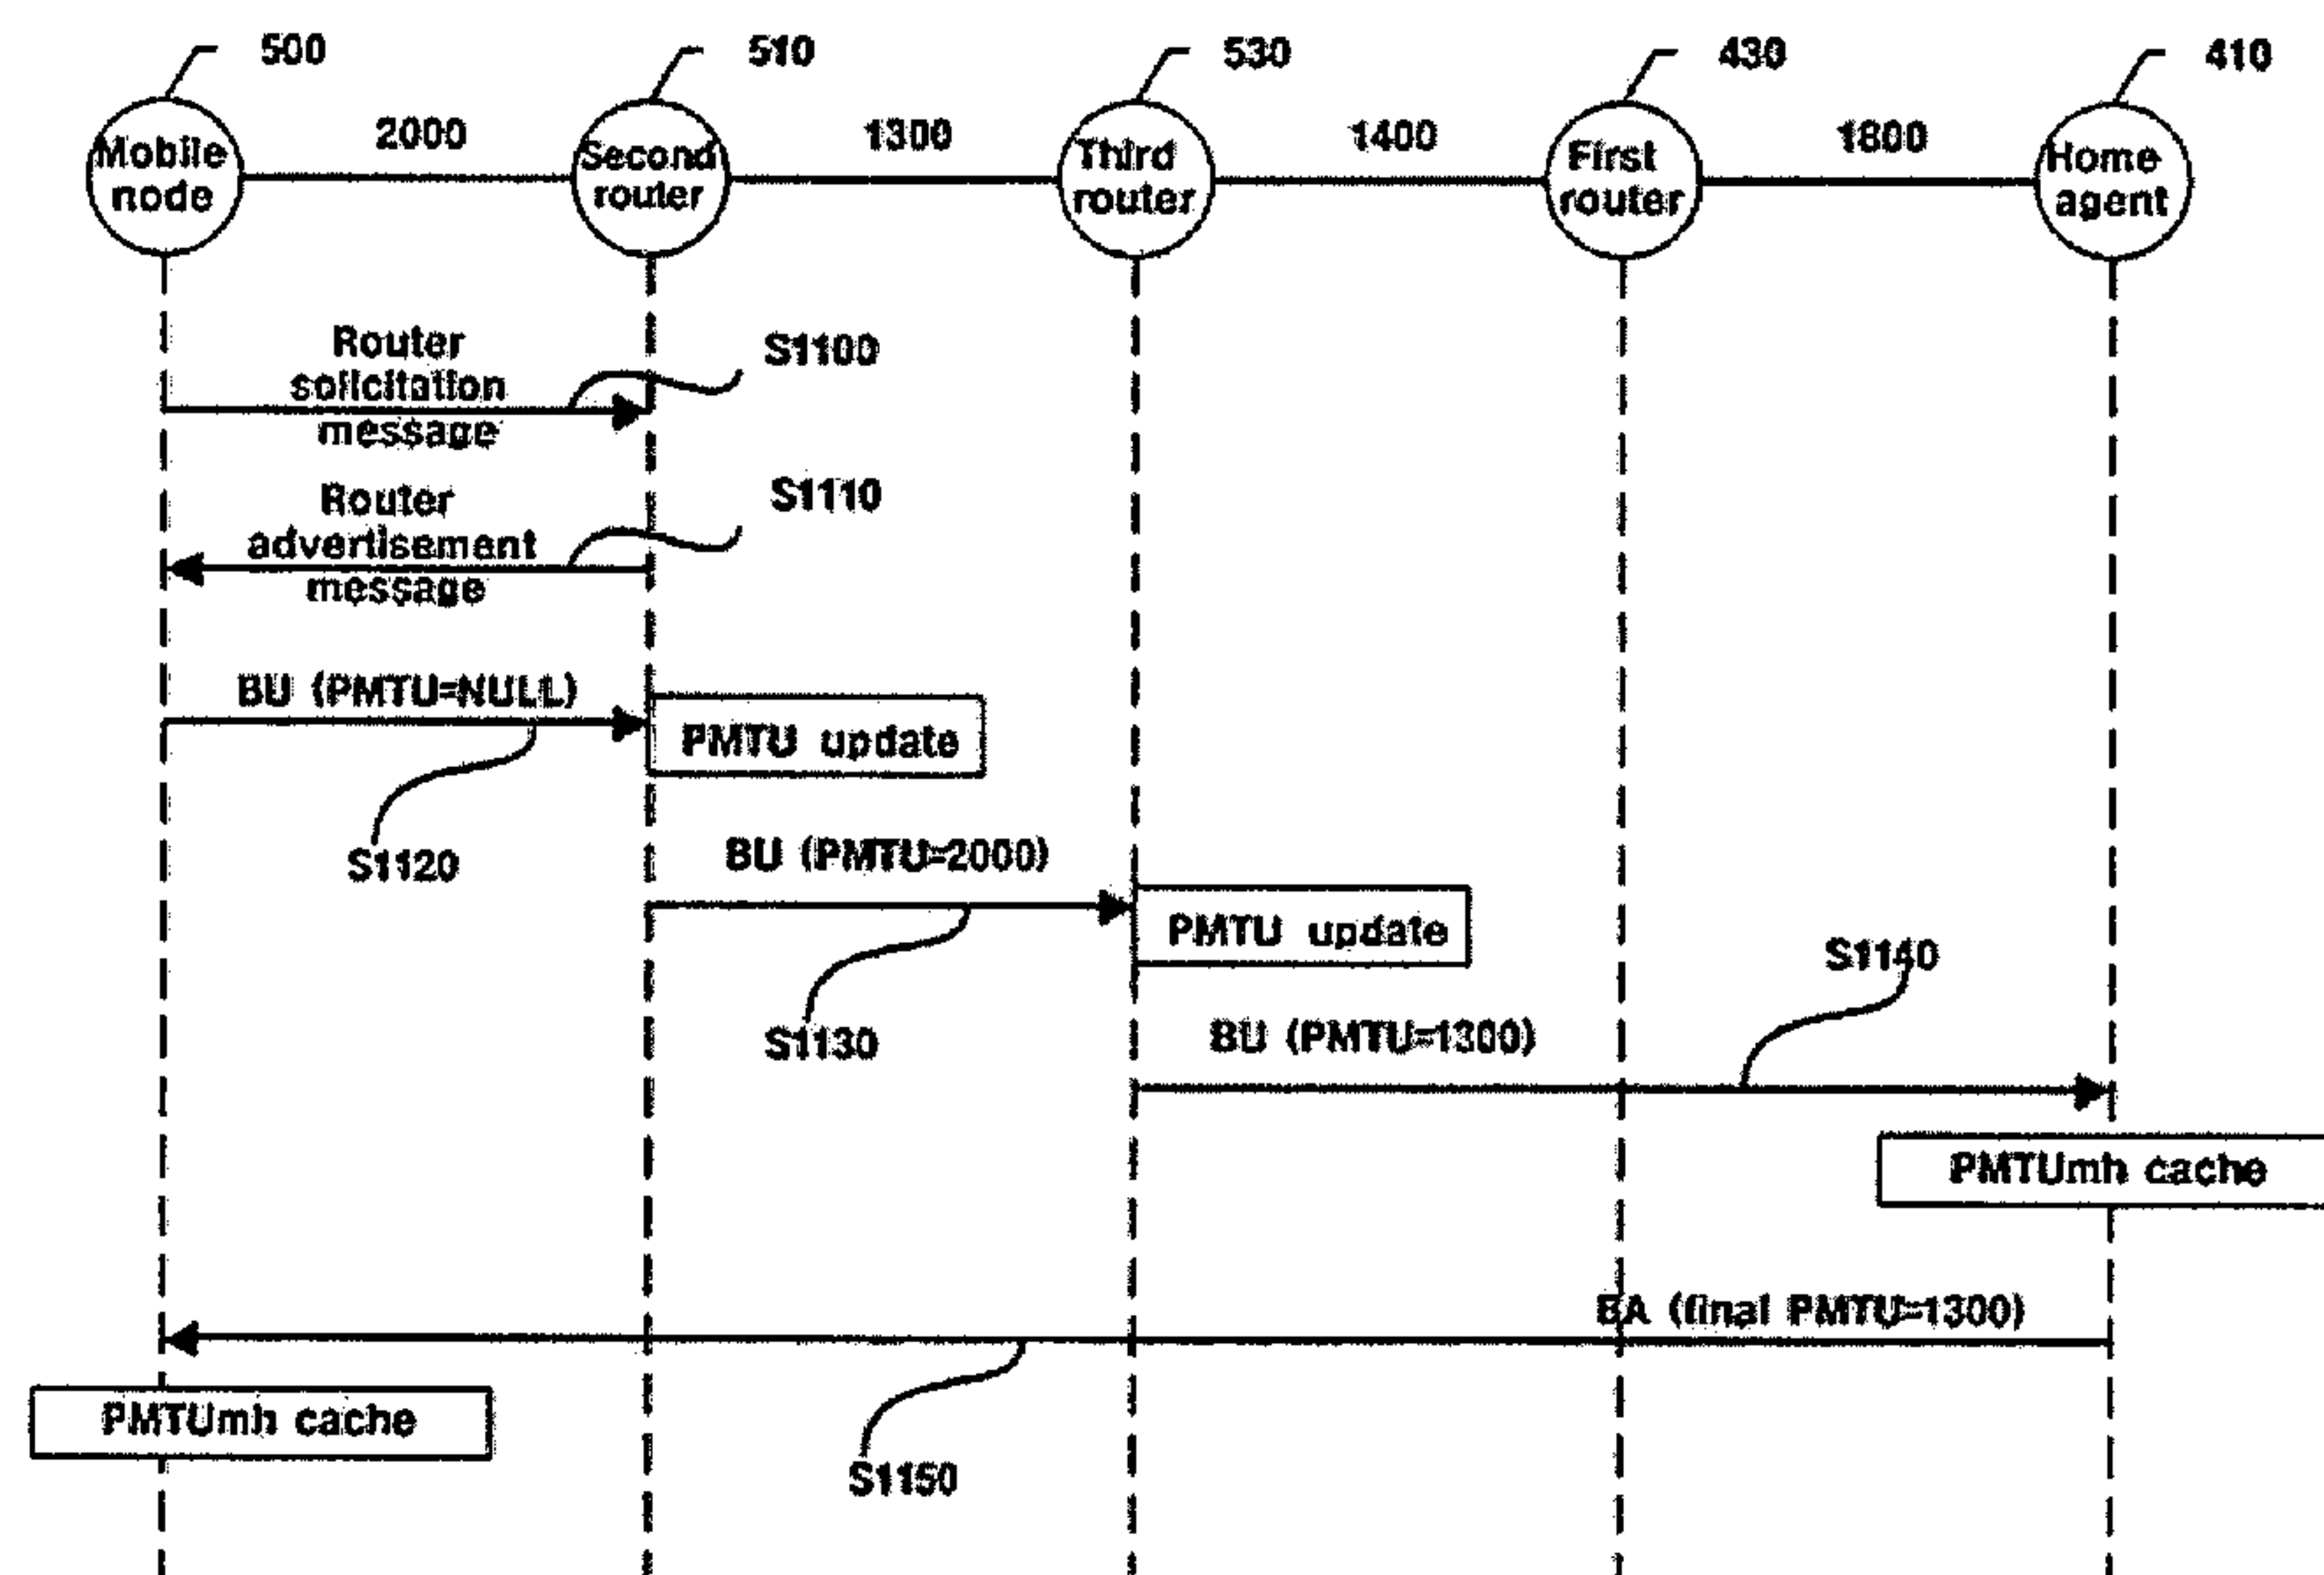 500
510
530
430
410
Mobile
node
2000
Second
router
1300
Third
router
1400
First
router
1800
Home
agent
Router
solicitation
message
S1100
Router
advertisement
message
S1110
BU (PMTU=NULL)
PMTU update
S1120
BU (PMTU=2000)
PMTU update
S1130
S1140
BU (PMTU=1300)
PMTUmh cache
BA (final PMTU=1300)
PMTUmh cache
S1150